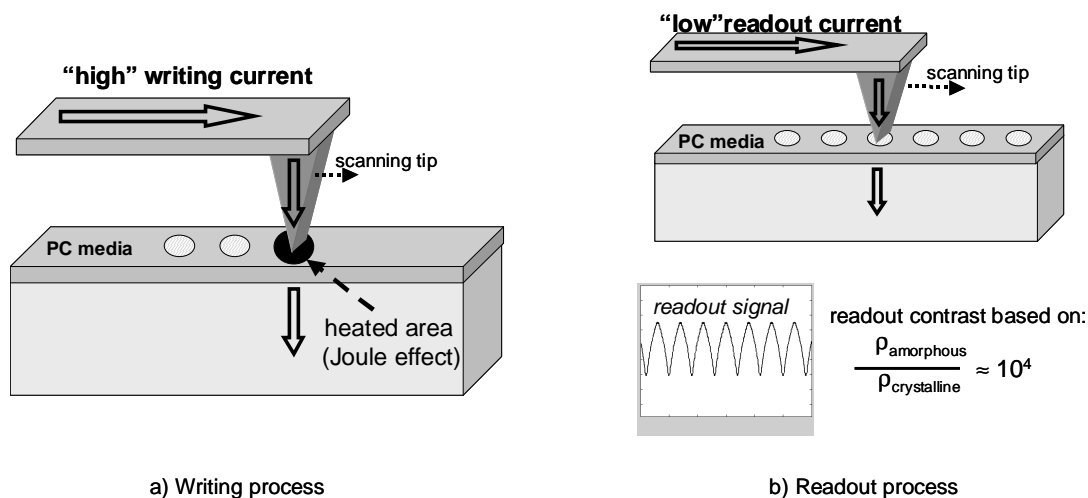 "high" writing current
scanning tip
PC media
heated area
(Joule effect)
a) Writing process
"low"readout current
scanning tip
PC media
readout signal
readout contrast based on:
ρamorphous
ρcrystalline
≈ 10⁴
b) Readout process